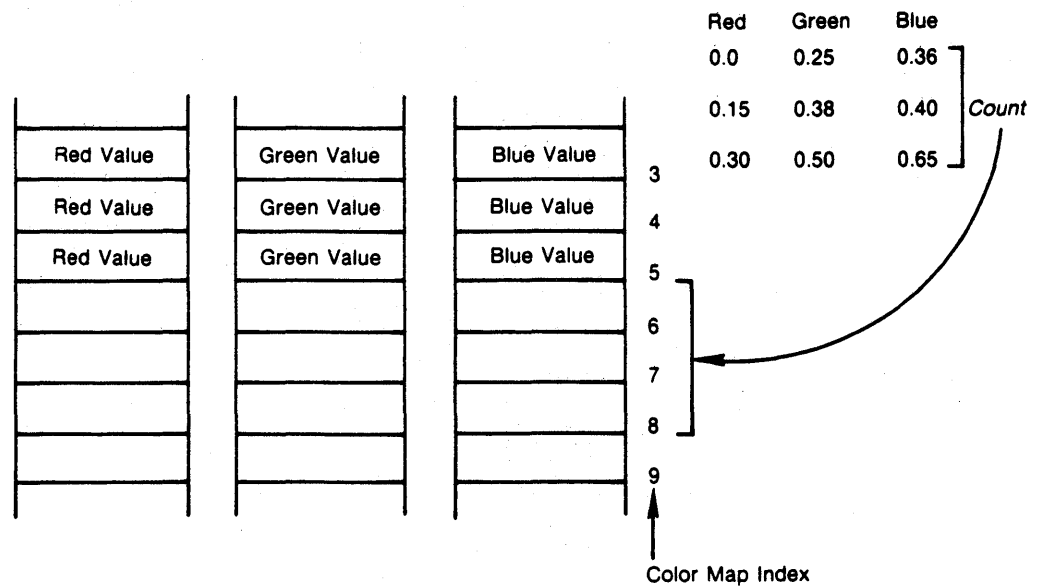 Red Green Blue
0.0 0.25 0.36
0.15 0.38 0.40 Count
0.30 0.50 0.65
Red Value Green Value Blue Value 3
Red Value Green Value Blue Value 4
Red Value Green Value Blue Value 5
6
7
8
9
Color Map Index